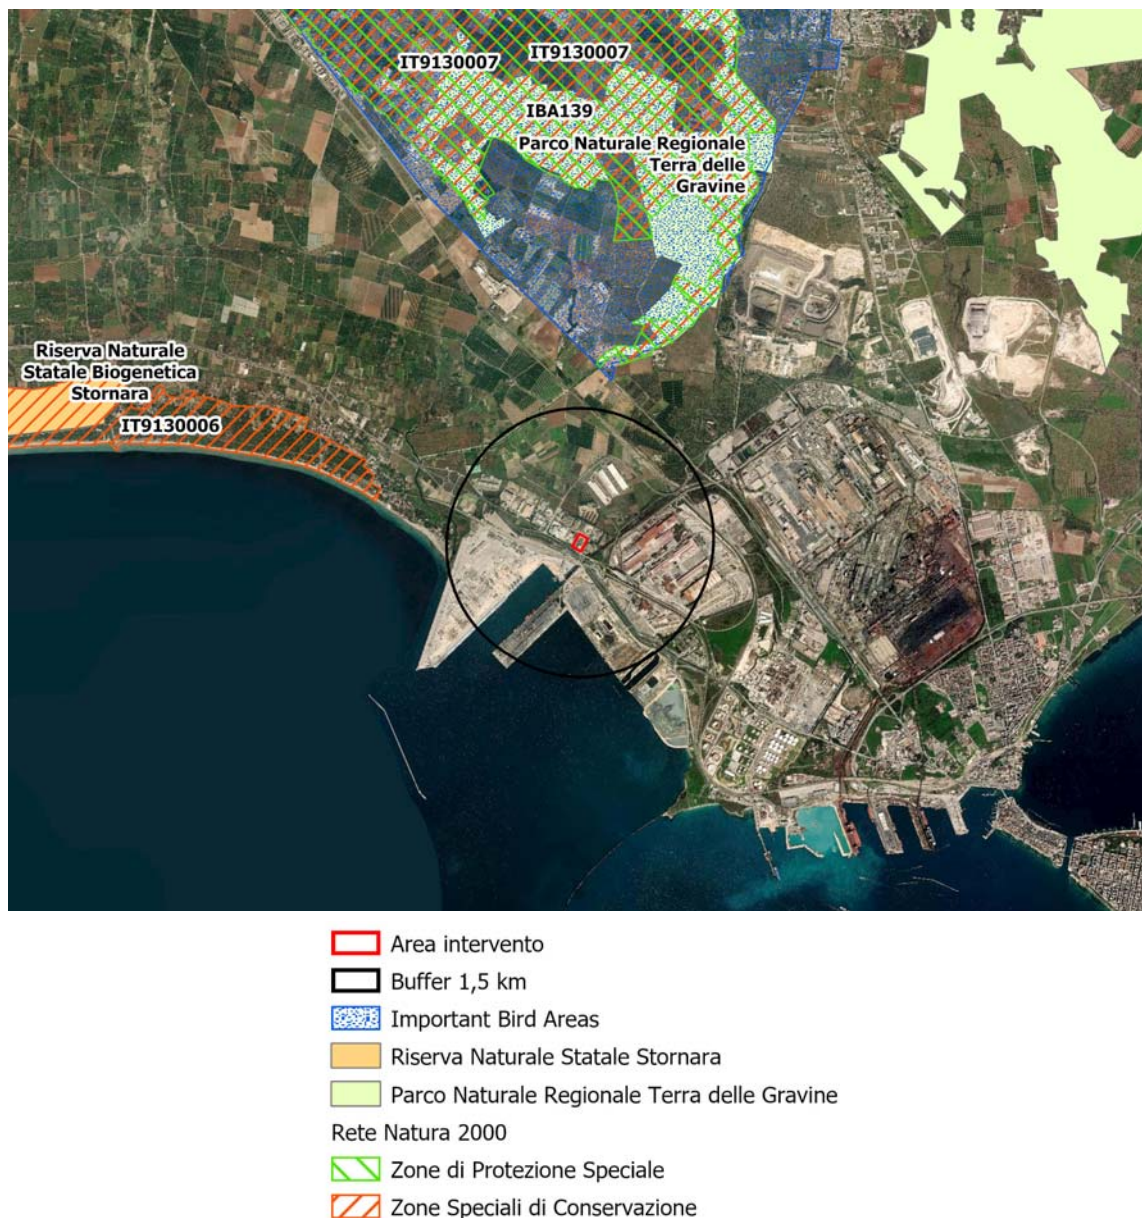 IT9130007
IT9130007
IBA139
Parco Naturale Regionale
Terra delle
Gravine
Riserva Naturale
Statale Biogenetica
Stornara
IT9130006
Area intervento
Buffer 1,5 km
Important Bird Areas
Riserva Naturale Statale Stornara
Parco Naturale Regionale Terra delle Gravine
Rete Natura 2000
Zone di Protezione Speciale
Zone Speciali di Conservazione